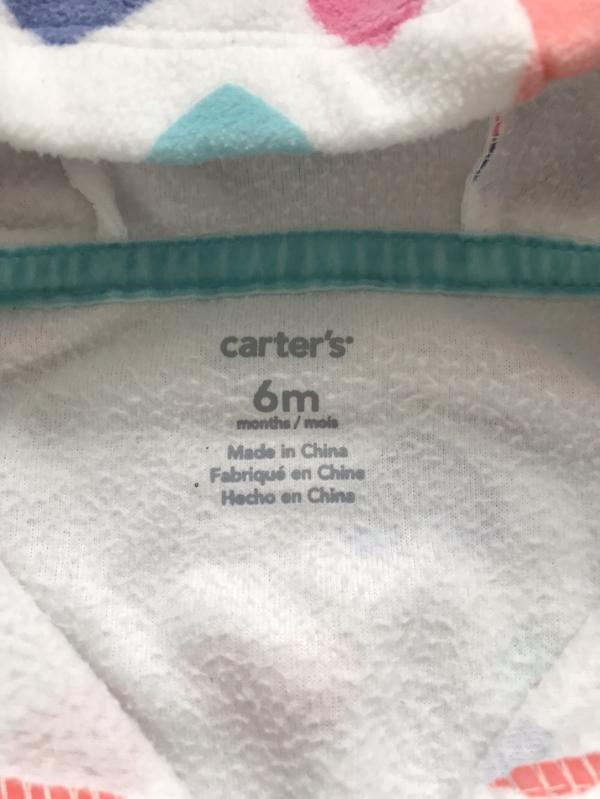 carter's
6m
months / mois
Made in China
Fabriqué en Chine
Hecho en China